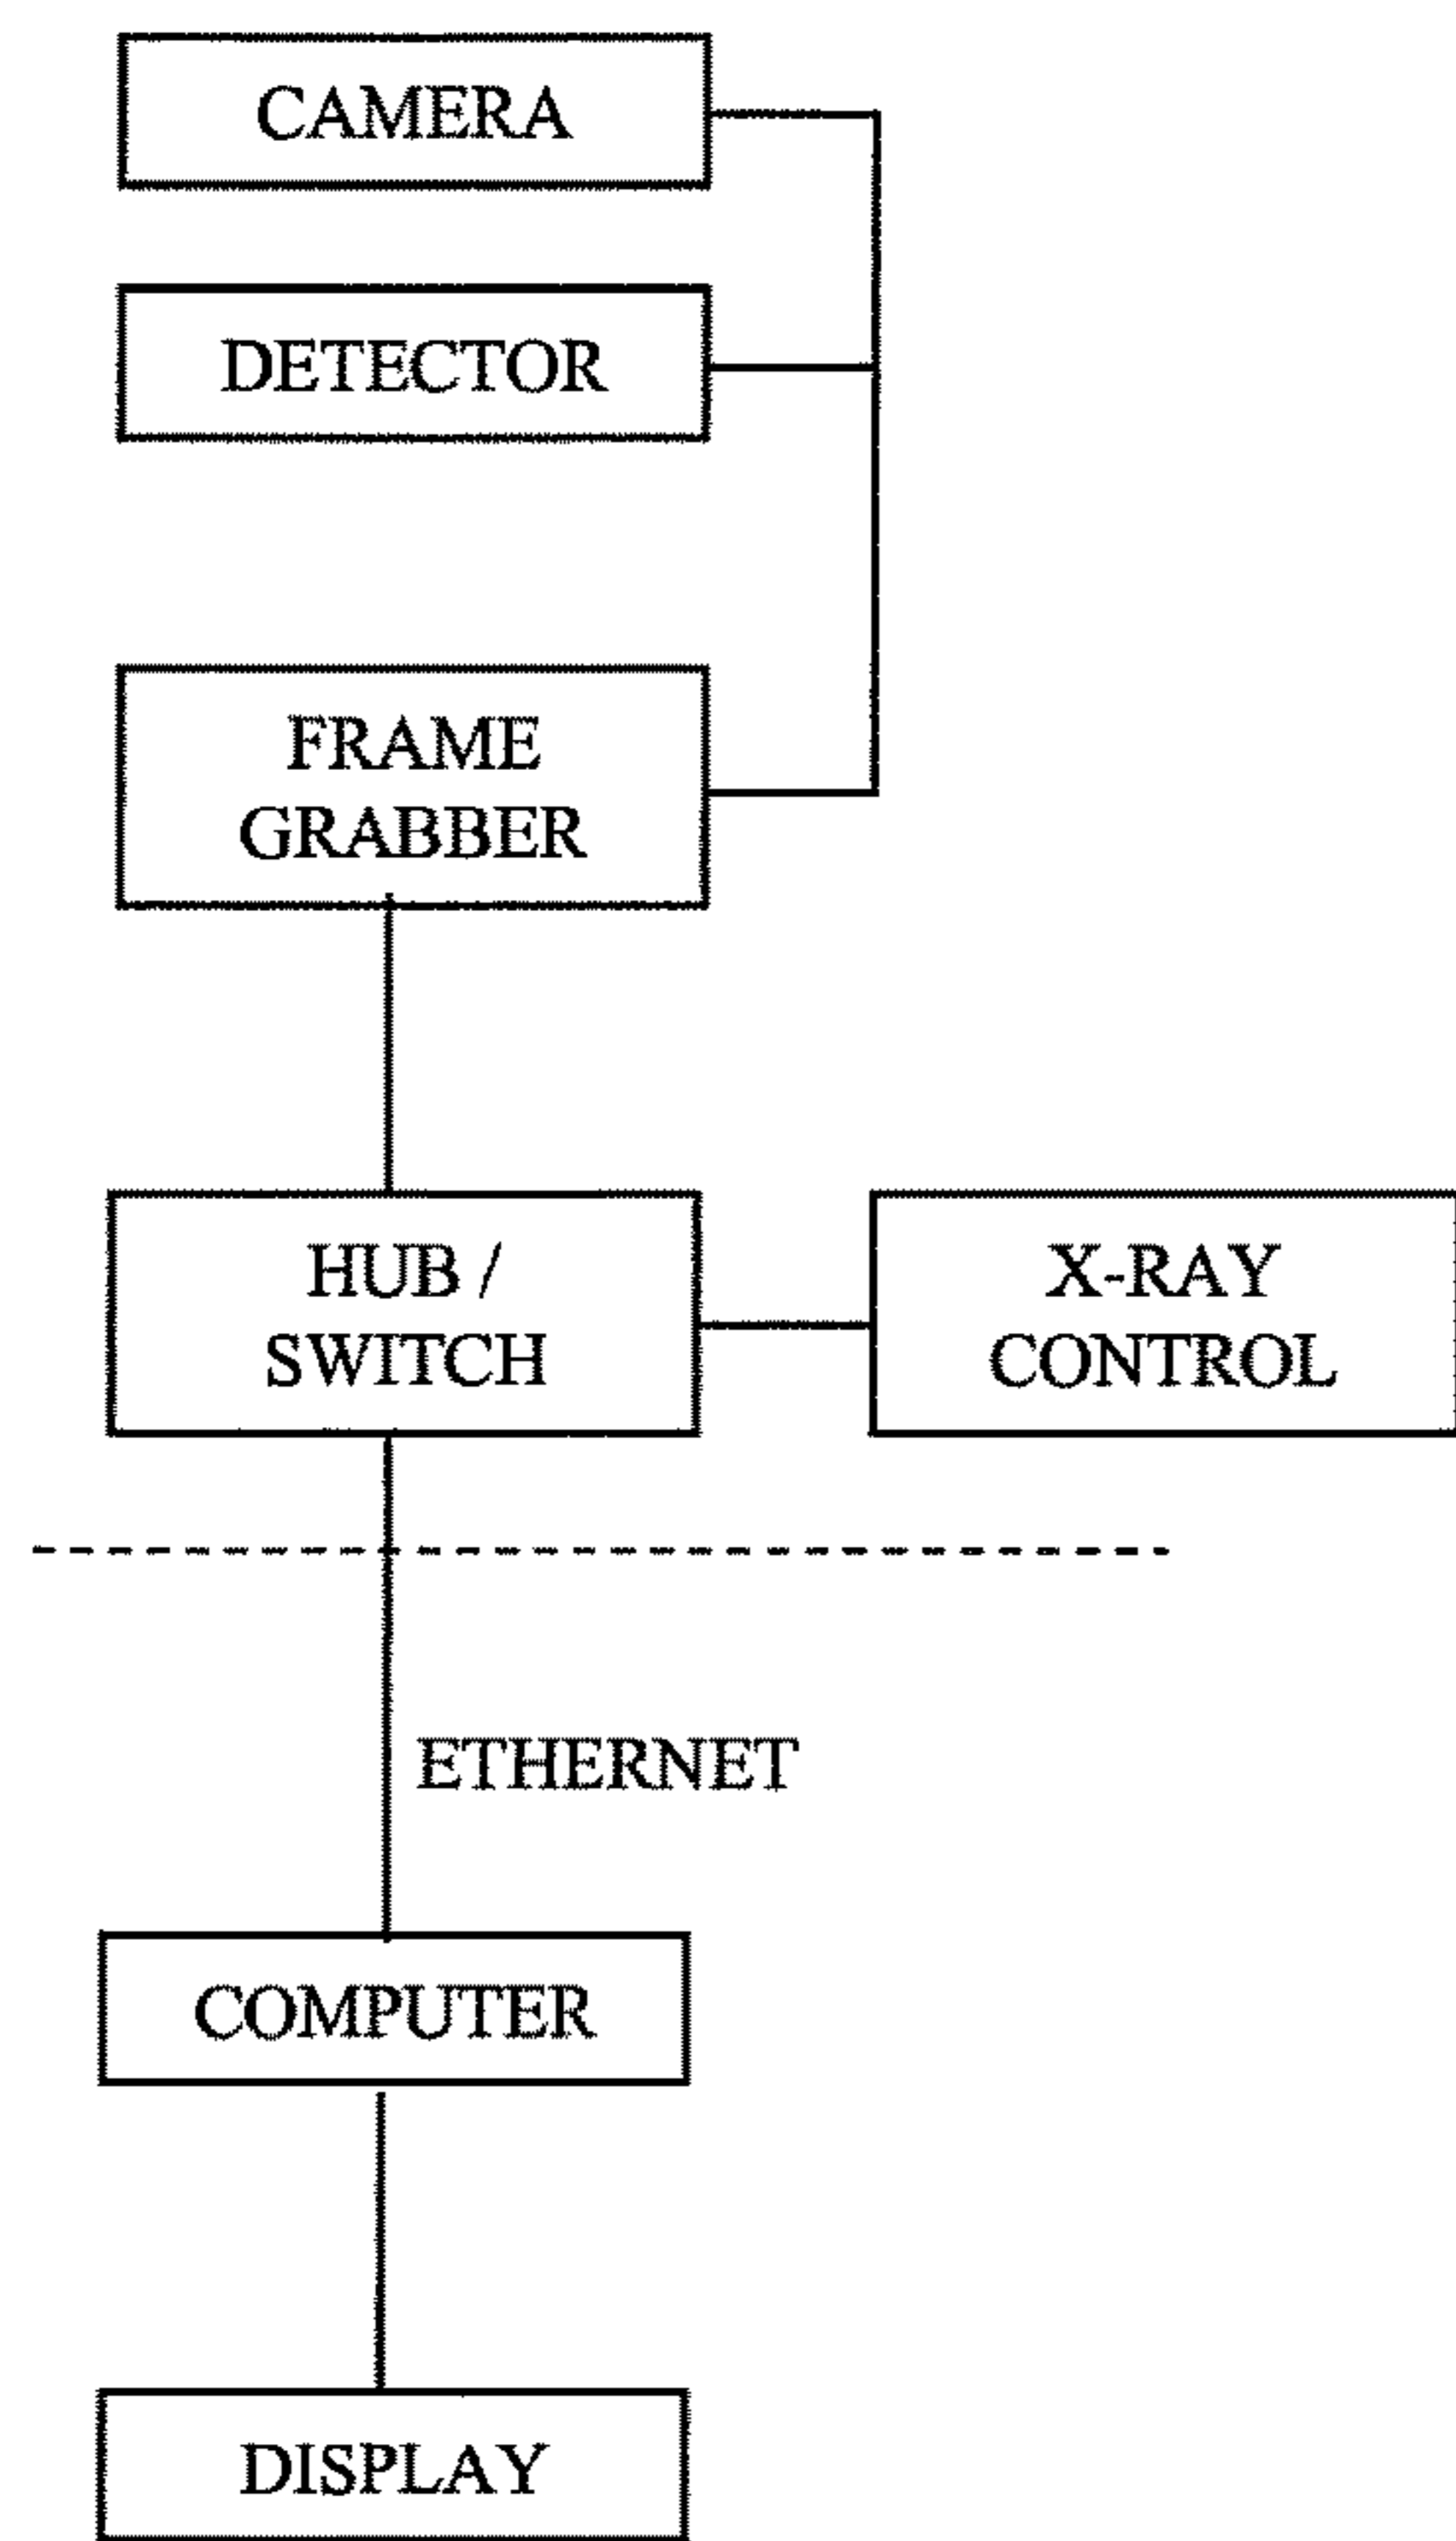 CAMERA
DETECTOR
FRAME
GRABBER
HUB /
SWITCH
X-RAY
CONTROL
ETHERNET
COMPUTER
DISPLAY